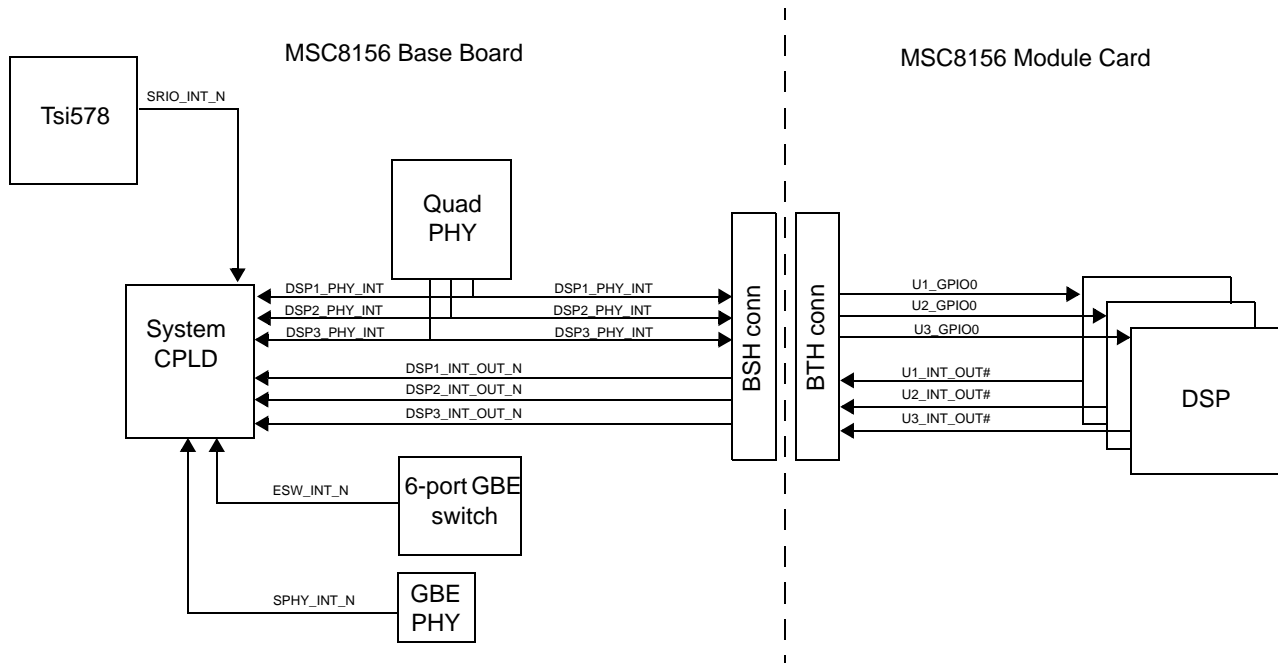 MSC8156 Base Board
MSC8156 Module Card
Tsi578
SRIO_INT_N
Quad
PHY
System
CPLD
DSP1_PHY_INT
DSP1_PHY_INT
DSP2_PHY_INT
DSP2_PHY_INT
DSP3_PHY_INT
DSP3_PHY_INT
DSP1_INT_OUT_N
DSP2_INT_OUT_N
DSP3_INT_OUT_N
BSH conn
BTH conn
U1_GPIO0
U2_GPIO0
U3_GPIO0
U1_INT_OUT#
U2_INT_OUT#
U3_INT_OUT#
DSP
ESW_INT_N
6-port GBE
switch
SPHY_INT_N
GBE
PHY